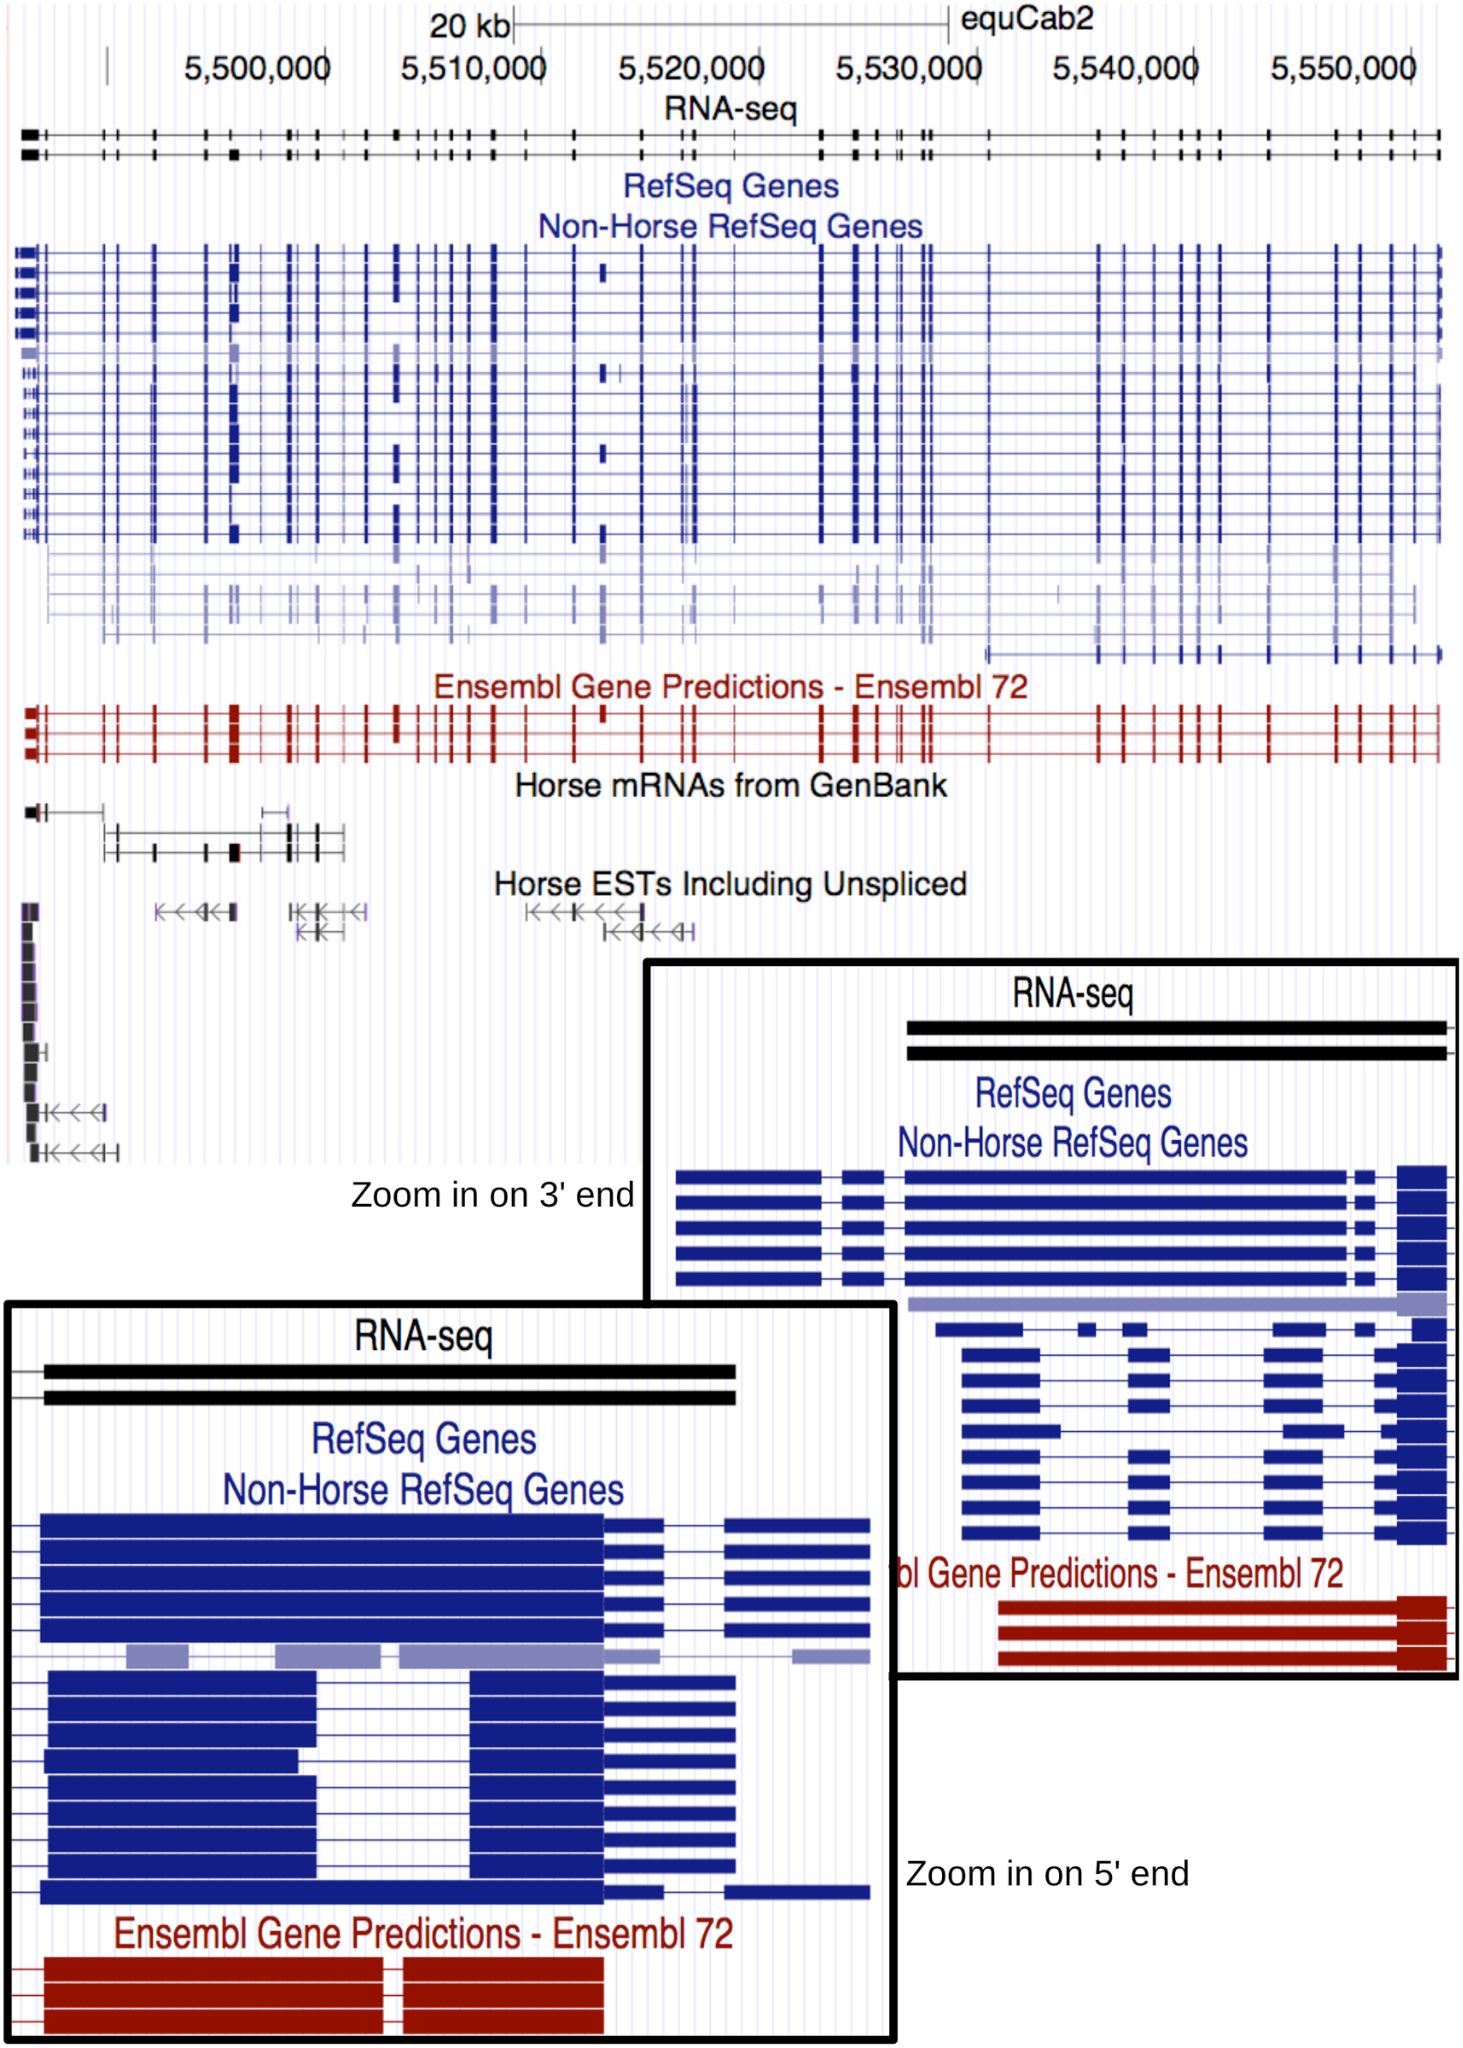 20 kb equCab2
5,500,000 5,510,000 5,520,000 5,530,000 5,540,000 5,550,000
RNA-seq
RefSeq Genes
Non-Horse RefSeq Genes
Ensembl Gene Predictions - Ensembl 72
Horse mRNAs from GenBank
Horse ESTs Including Unspliced
RNA-seq
RefSeq Genes
Non-Horse RefSeq Genes
bl Gene Predictions - Ensembl 72
Zoom in on 3' end
RNA-seq
RefSeq Genes
Non-Horse RefSeq Genes
Ensembl Gene Predictions - Ensembl 72
Zoom in on 5' end